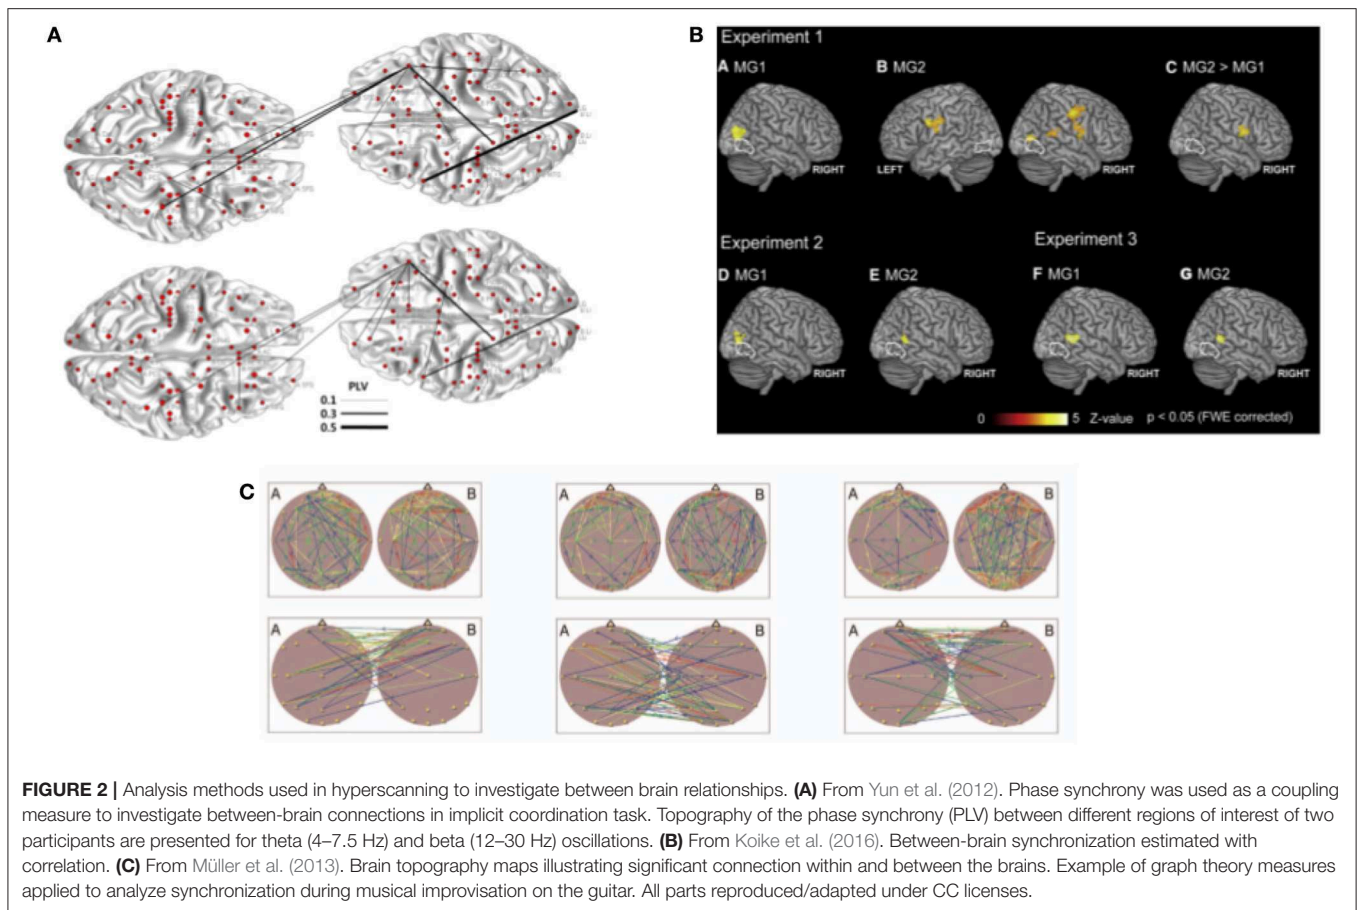 A
PLV
0.1
0.3
0.5
B
Experiment 1
A MG1
B MG2
C MG2 > MG1
RIGHT
LEFT
RIGHT
RIGHT
Experiment 2
Experiment 3
D MG1
E MG2
F MG1
G MG2
RIGHT
RIGHT
RIGHT
RIGHT
0
5
Z-value
p < 0.05 (FWE corrected)
C
A
B
A
B
A
B
A
B
A
B
A
B
FIGURE 2 | Analysis methods used in hyperscanning to investigate between brain relationships. (A) From Yun et al. (2012). Phase synchrony was used as a coupling
measure to investigate between-brain connections in implicit coordination task. Topography of the phase synchrony (PLV) between different regions of interest of two
participants are presented for theta (4–7.5 Hz) and beta (12–30 Hz) oscillations. (B) From Koike et al. (2016). Between-brain synchronization estimated with
correlation. (C) From Müller et al. (2013). Brain topography maps illustrating significant connection within and between the brains. Example of graph theory measures
applied to analyze synchronization during musical improvisation on the guitar. All parts reproduced/adapted under CC licenses.